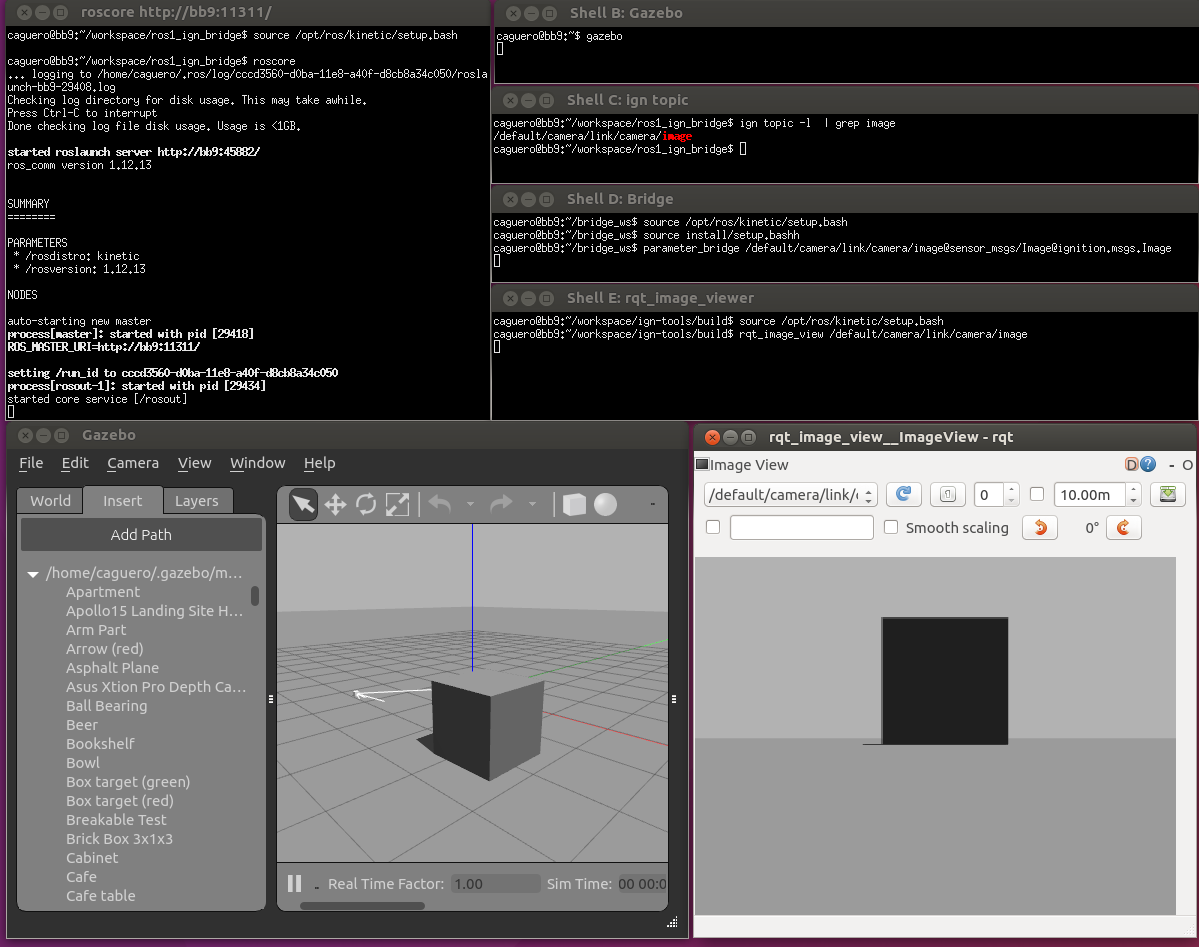 roscore http://bb9:11311/
caguero@bb9:~/workspace/ros1_ign_bridge$ source /opt/ros/kinetic/setup.bash
caguero@bb9:~/workspace/ros1_ign_bridge$ roscore
... logging to /home/caguero/.ros/log/cccd3560-d0ba-11e8-a40f-d8cb8a34c050/rosla
unch-bb9-29408.log
Checking log directory for disk usage. This may take awhile.
Press Ctrl-C to interrupt
Done checking log file disk usage. Usage is <1GB.
started roslaunch server http://bb9:45882/
ros_comm version 1.12.13
SUMMARY
========
PARAMETERS
* /rosdistro: kinetic
* /rosversion: 1.12.13
NODES
auto-starting new master
process[master]: started with pid [29418]
ROS_MASTER_URI=http://bb9:11311/
setting /run_id to cccd3560-d0ba-11e8-a40f-d8cb8a34c050
process[rosout-1]: started with pid [29434]
started core service [/rosout]
Shell B: Gazebo
caguero@bb9:~$ gazebo
Shell C: ign topic
caguero@bb9:~/workspace/ros1_ign_bridge$ ign topic -l  | grep image
/default/camera/link/camera/image
caguero@bb9:~/workspace/ros1_ign_bridge$
Shell D: Bridge
caguero@bb9:~/bridge_ws$ source /opt/ros/kinetic/setup.bash
caguero@bb9:~/bridge_ws$ source install/setup.bashh
caguero@bb9:~/bridge_ws$ parameter_bridge /default/camera/link/camera/image@sensor_msgs/Image@ignition.msgs.Image
Shell E: rqt_image_viewer
caguero@bb9:~/workspace/ign-tools/build$ source /opt/ros/kinetic/setup.bash
caguero@bb9:~/workspace/ign-tools/build$ rqt_image_view /default/camera/link/camera/image
Gazebo
File Edit Camera View Window Help
World Insert Layers
Add Path
/home/caguero/.gazebo/m...
Apartment
Apollo15 Landing Site H...
Arm Part
Arrow (red)
Asphalt Plane
Asus Xtion Pro Depth Ca...
Ball Bearing
Beer
Bookshelf
Bowl
Box target (green)
Box target (red)
Breakable Test
Brick Box 3x1x3
Cabinet
Cafe
Cafe table
Real Time Factor: 1.00 Sim Time: 00 00:0
rqt_image_view__ImageView - rqt
Image View D ? - O
/default/camera/link/ 0 10.00m
Smooth scaling 0°